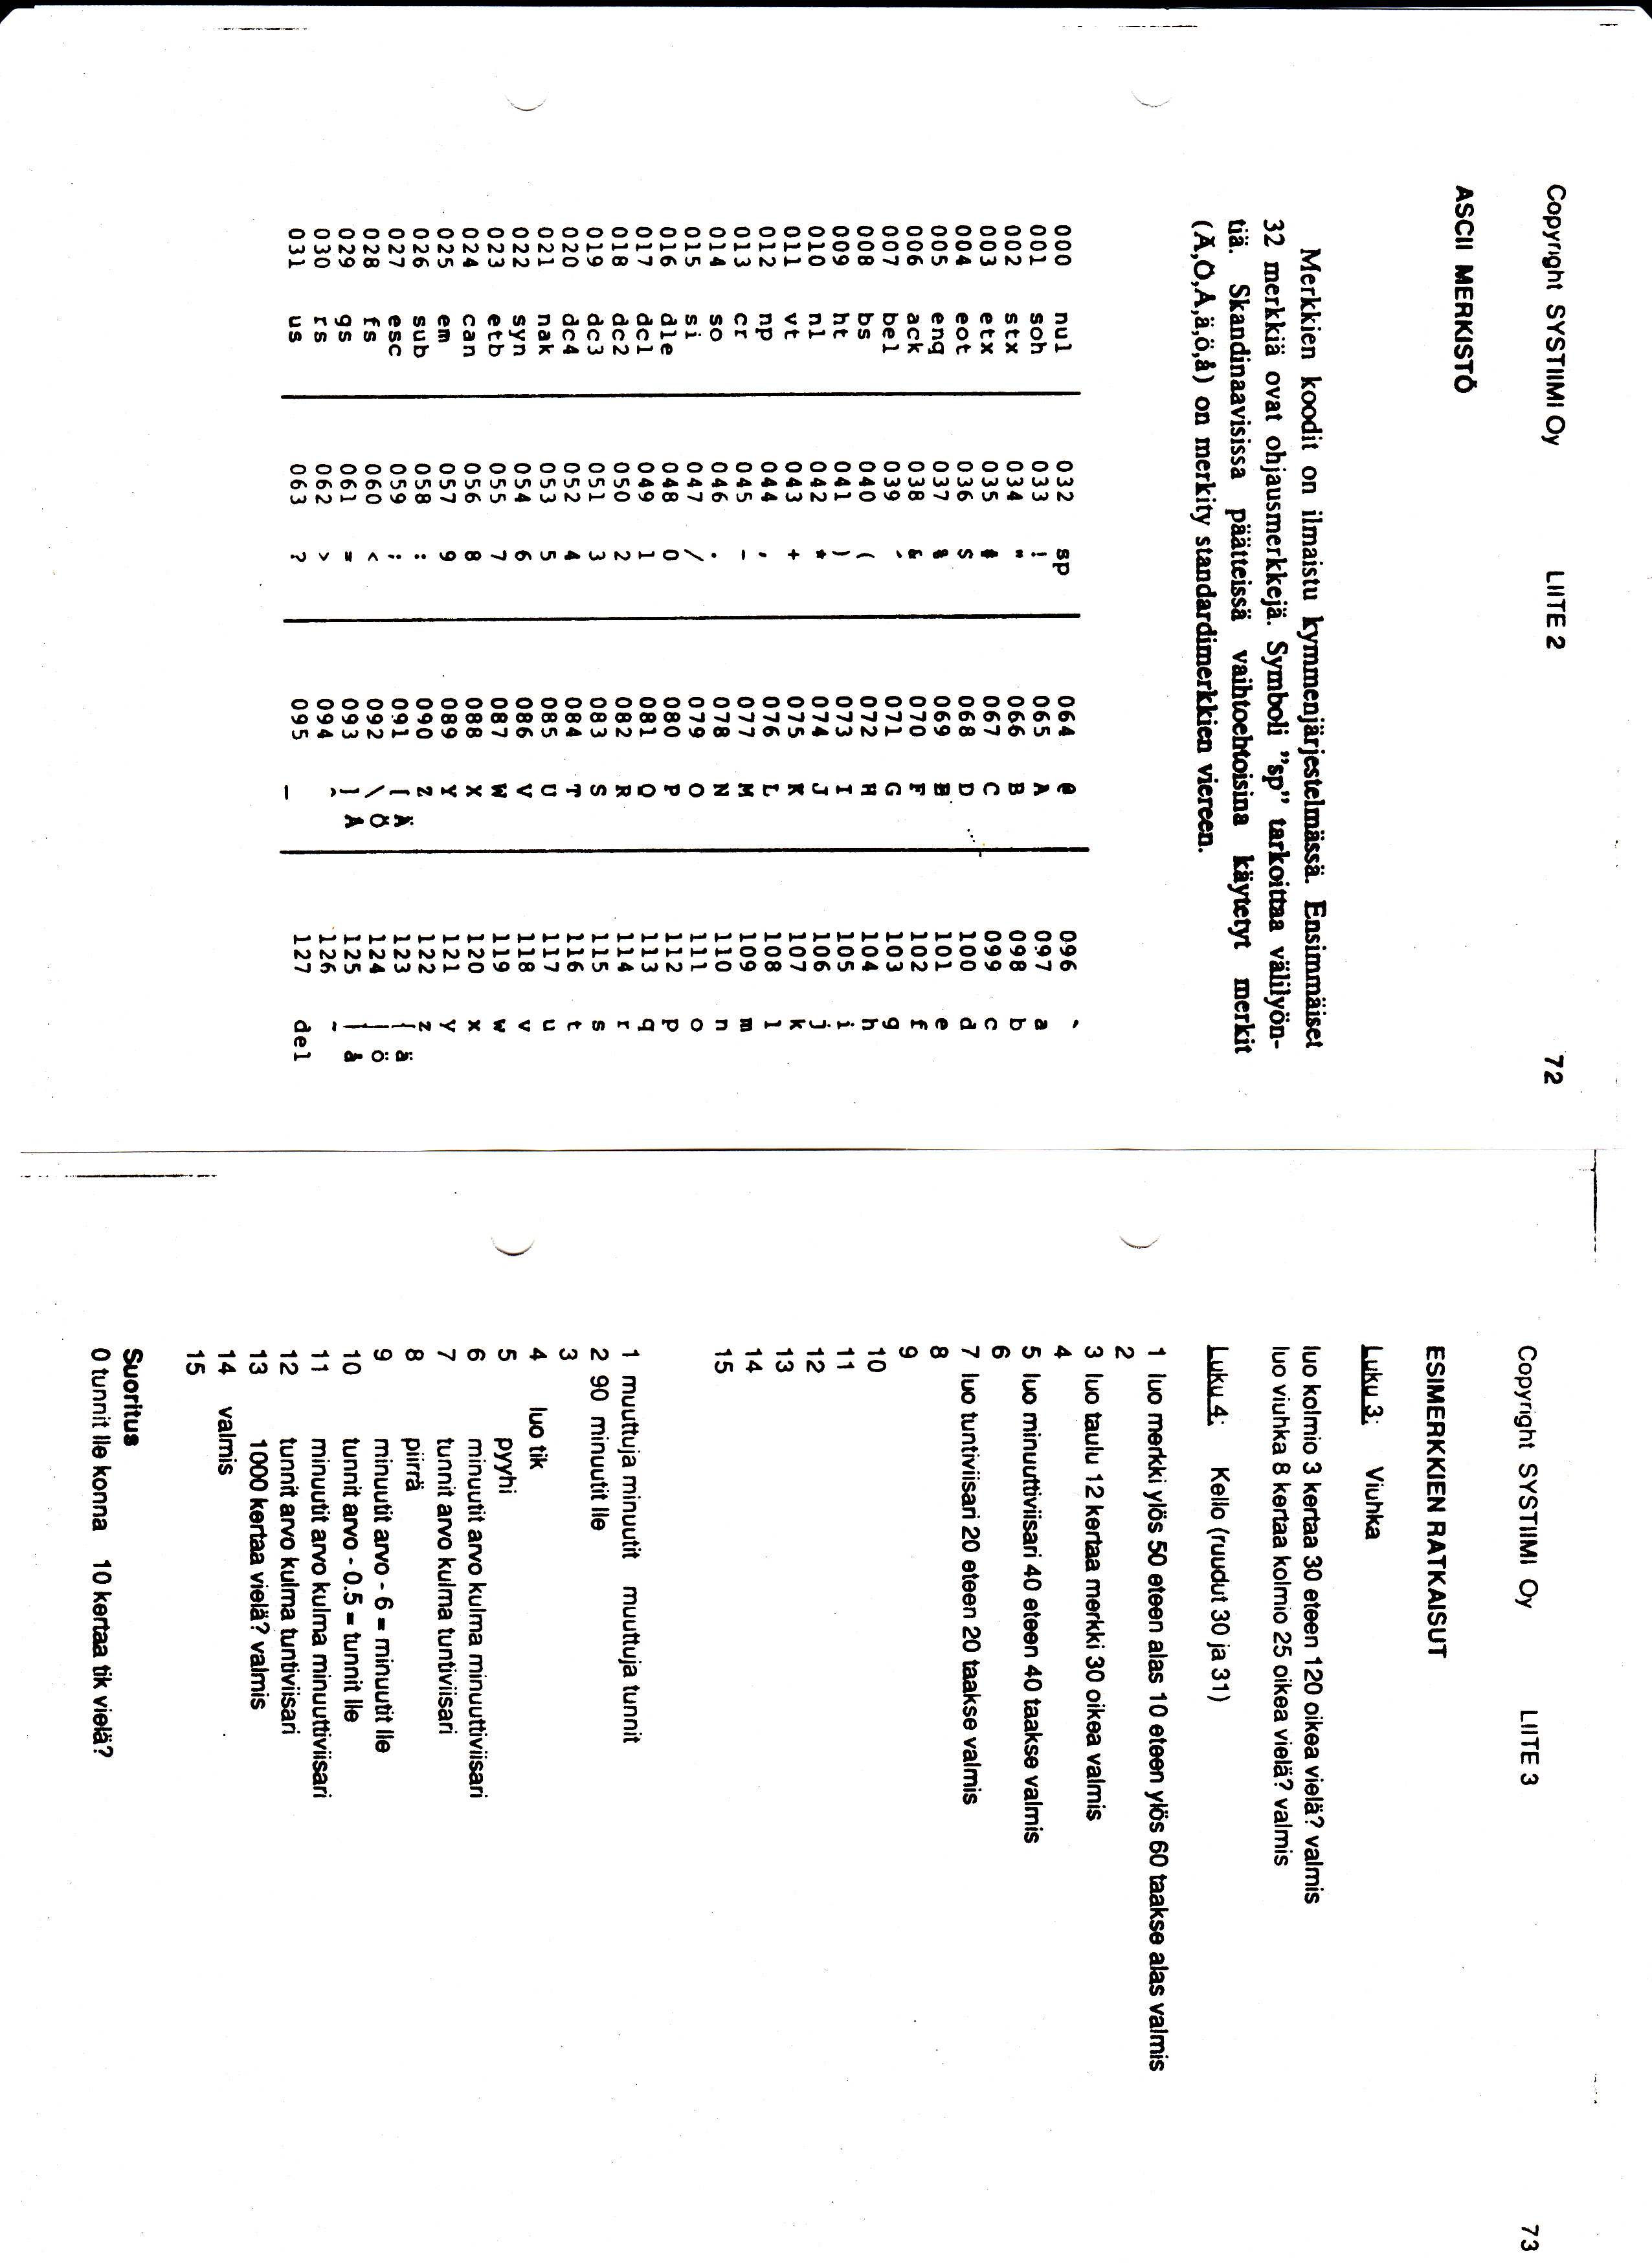 Copyright SYSTIIMI Oy LIITE 2 72
ASCII MERKISTÖ
Merkkien koodit on ilmaistu kymmenjärjestelmässä. Ensimmäiset
32 merkkiä ovat ohjausmerkkejä. Symboli "sp" tarkoittaa välilyön-
tiä. Skandinaavisissa päätteissä vaihtoehtoisina käytetyt merkit
(Ä,Ö,Å,ä,ö,å) on merkity standardimerkkien viereen.
000 nul 032 sp 064 @ 096 `
001 soh 033 ! 065 A 097 a
002 stx 034 " 066 B 098 b
003 etx 035 # 067 C 099 c
004 eot 036 $ 068 D 100 d
005 enq 037 % 069 E 101 e
006 ack 038 & 070 F 102 f
007 bel 039 ' 071 G 103 g
008 bs 040 ( 072 H 104 h
009 ht 041 ) 073 I 105 i
010 nl 042 * 074 J 106 j
011 vt 043 + 075 K 107 k
012 np 044 , 076 L 108 l
013 cr 045 - 077 M 109 m
014 so 046 . 078 N 110 n
015 si 047 / 079 O 111 o
016 dle 048 0 080 P 112 p
017 dc1 049 1 081 Q 113 q
018 dc2 050 2 082 R 114 r
019 dc3 051 3 083 S 115 s
020 dc4 052 4 084 T 116 t
021 nak 053 5 085 U 117 u
022 syn 054 6 086 V 118 v
023 etb 055 7 087 W 119 w
024 can 056 8 088 X 120 x
025 em 057 9 089 Y 121 y
026 sub 058 : 090 Z 122 z
027 esc 059 ; 091 [ Ä 123 { ä
028 fs 060 < 092 \ Ö 124 | ö
029 gs 061 = 093 ] Å 125 } å
030 rs 062 > 094 ^ 126 ~
031 us 063 ? 095 _ 127 del
Copyright SYSTIIMI Oy LIITE 3 73
ESIMERKKIEN RATKAISUT
Luku 3: Viuhka
luo kolmio 3 kertaa 30 eteen 120 oikea vielä? valmis
luo viuhka 8 kertaa kolmio 25 oikea vielä? valmis
Luku 4: Kello (ruudut 30 ja 31)
1 luo merkki ylös 50 eteen alas 10 eteen ylös 60 taakse alas valmis
2
3 luo taulu 12 kertaa merkki 30 oikea valmis
4
5 luo minuuttiviisari 40 eteen 40 taakse valmis
6
7 luo tuntiviisari 20 eteen 20 taakse valmis
8
9
10
11
12
13
14
15
1 muuttuja minuutit muuttuja tunnit
2 90 minuutit lle
3
4 luo tik
5 pyyhi
6 minuutit arvo kulma minuuttiviisari
7 tunnit arvo kulma tuntiviisari
8 piirrä
9 minuutit arvo - 6 = minuutit lle
10 tunnit arvo - 0.5 = tunnit lle
11 minuutit arvo kulma minuuttiviisari
12 tunnit arvo kulma tuntiviisari
13 1000 kertaa vielä? valmis
14 valmis
15
Suoritus
0 tunnit lle konna 10 kertaa tik vielä?